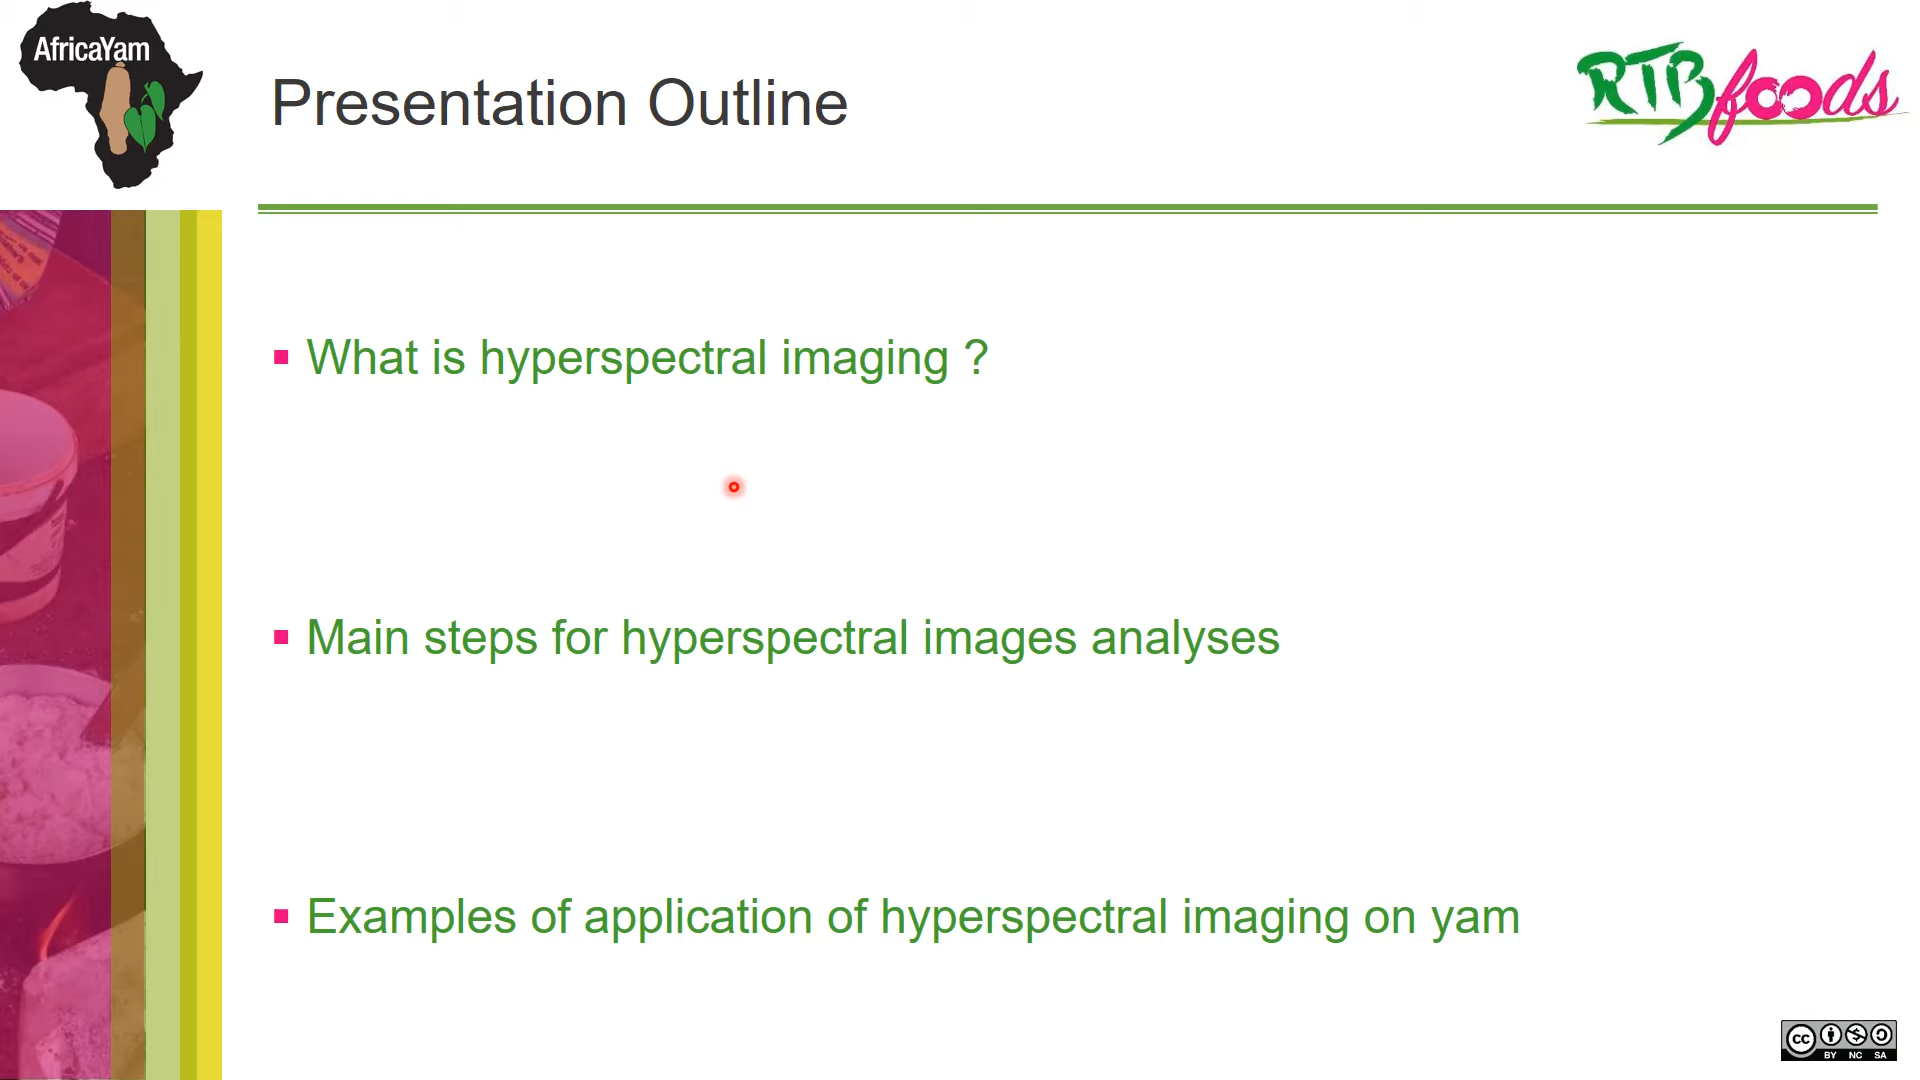 AfricaYam
Presentation Outline
RTBfoods
What is hyperspectral imaging ?
Main steps for hyperspectral images analyses
Examples of application of hyperspectral imaging on yam
cc
BY NC SA